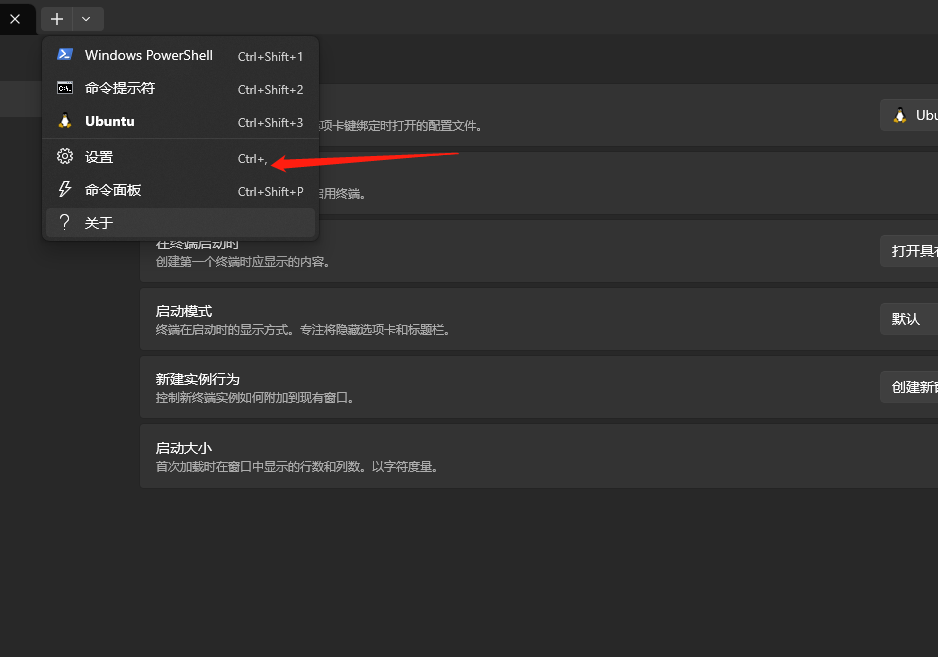 Windows PowerShell Ctrl+Shift+1
命令提示符 Ctrl+Shift+2
Ubuntu Ctrl+Shift+3
项卡键绑定时打开的配置文件。
设置 Ctrl+,
命令面板 Ctrl+Shift+P
启用终端。
关于
在终端启动时
创建第一个终端时应显示的内容。
打开具
启动模式
终端在启动时的显示方式。专注将隐藏选项卡和标题栏。
默认
新建实例行为
控制新终端实例如何附加到现有窗口。
创建新
启动大小
首次加载时在窗口中显示的行数和列数。以字符度量。